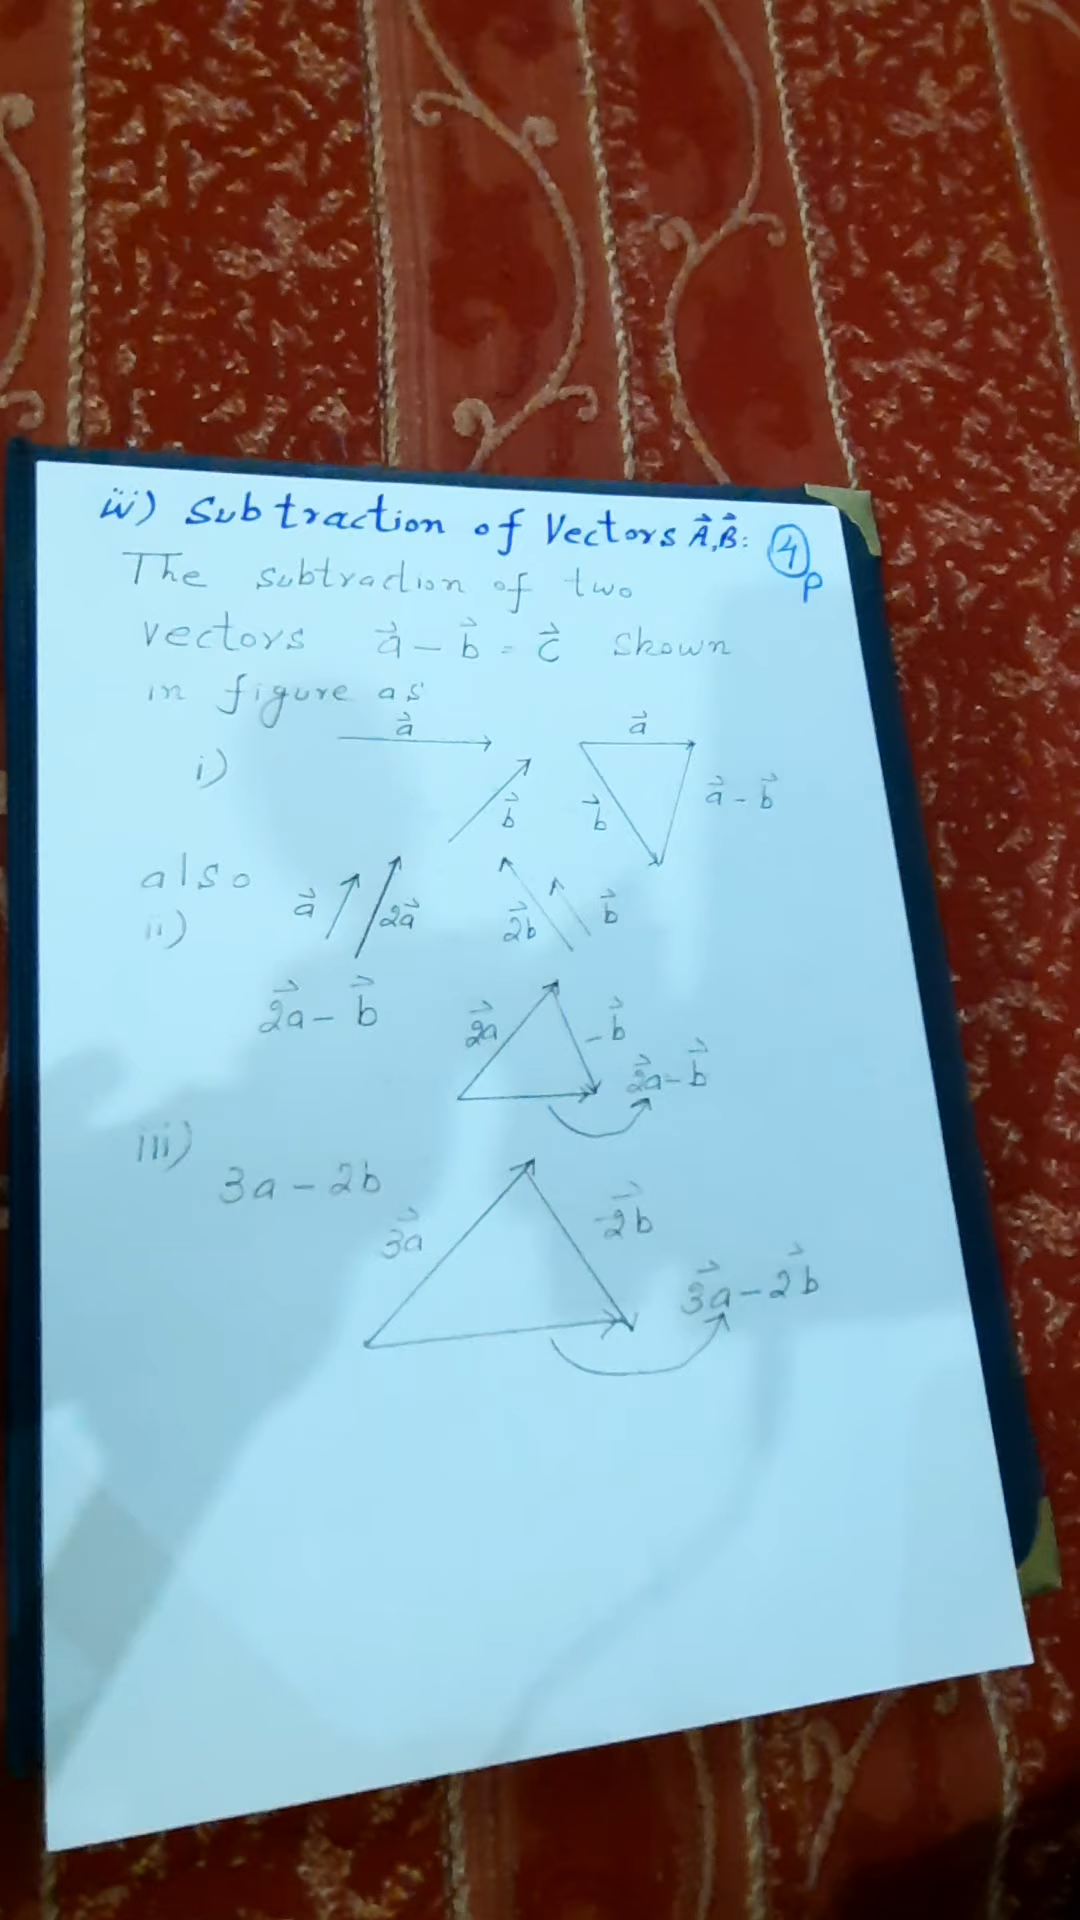 iii) Subtraction of Vectors A⃗,B⃗: 4
P
The subtraction of two
vectors a⃗ - b⃗ = c⃗ shown
in figure as
i) a⃗ b⃗ a⃗ b⃗ a⃗ - b⃗
also
ii) a⃗ 2a⃗ 2b⃗ b⃗
2a⃗ - b⃗ 2a⃗ -b⃗ 2a⃗-b⃗
iii)
3a - 2b 3a⃗ -2b⃗ 3a⃗-2b⃗